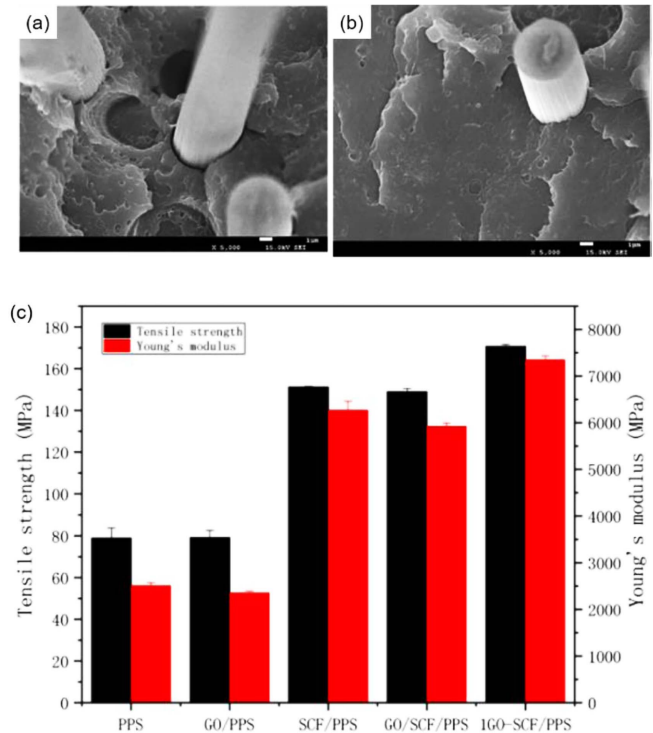 (a)
(b)
X 5,000 15.0kV SEI 1μm
X 5,000 15.0kV SEI 1μm
(c)
Tensile strength
Young's modulus
Tensile strength (MPa)
180
160
140
120
100
80
60
40
20
0
Young's modulus (MPa)
8000
7000
6000
5000
4000
3000
2000
1000
0
PPS GO/PPS SCF/PPS GO/SCF/PPS 1GO-SCF/PPS